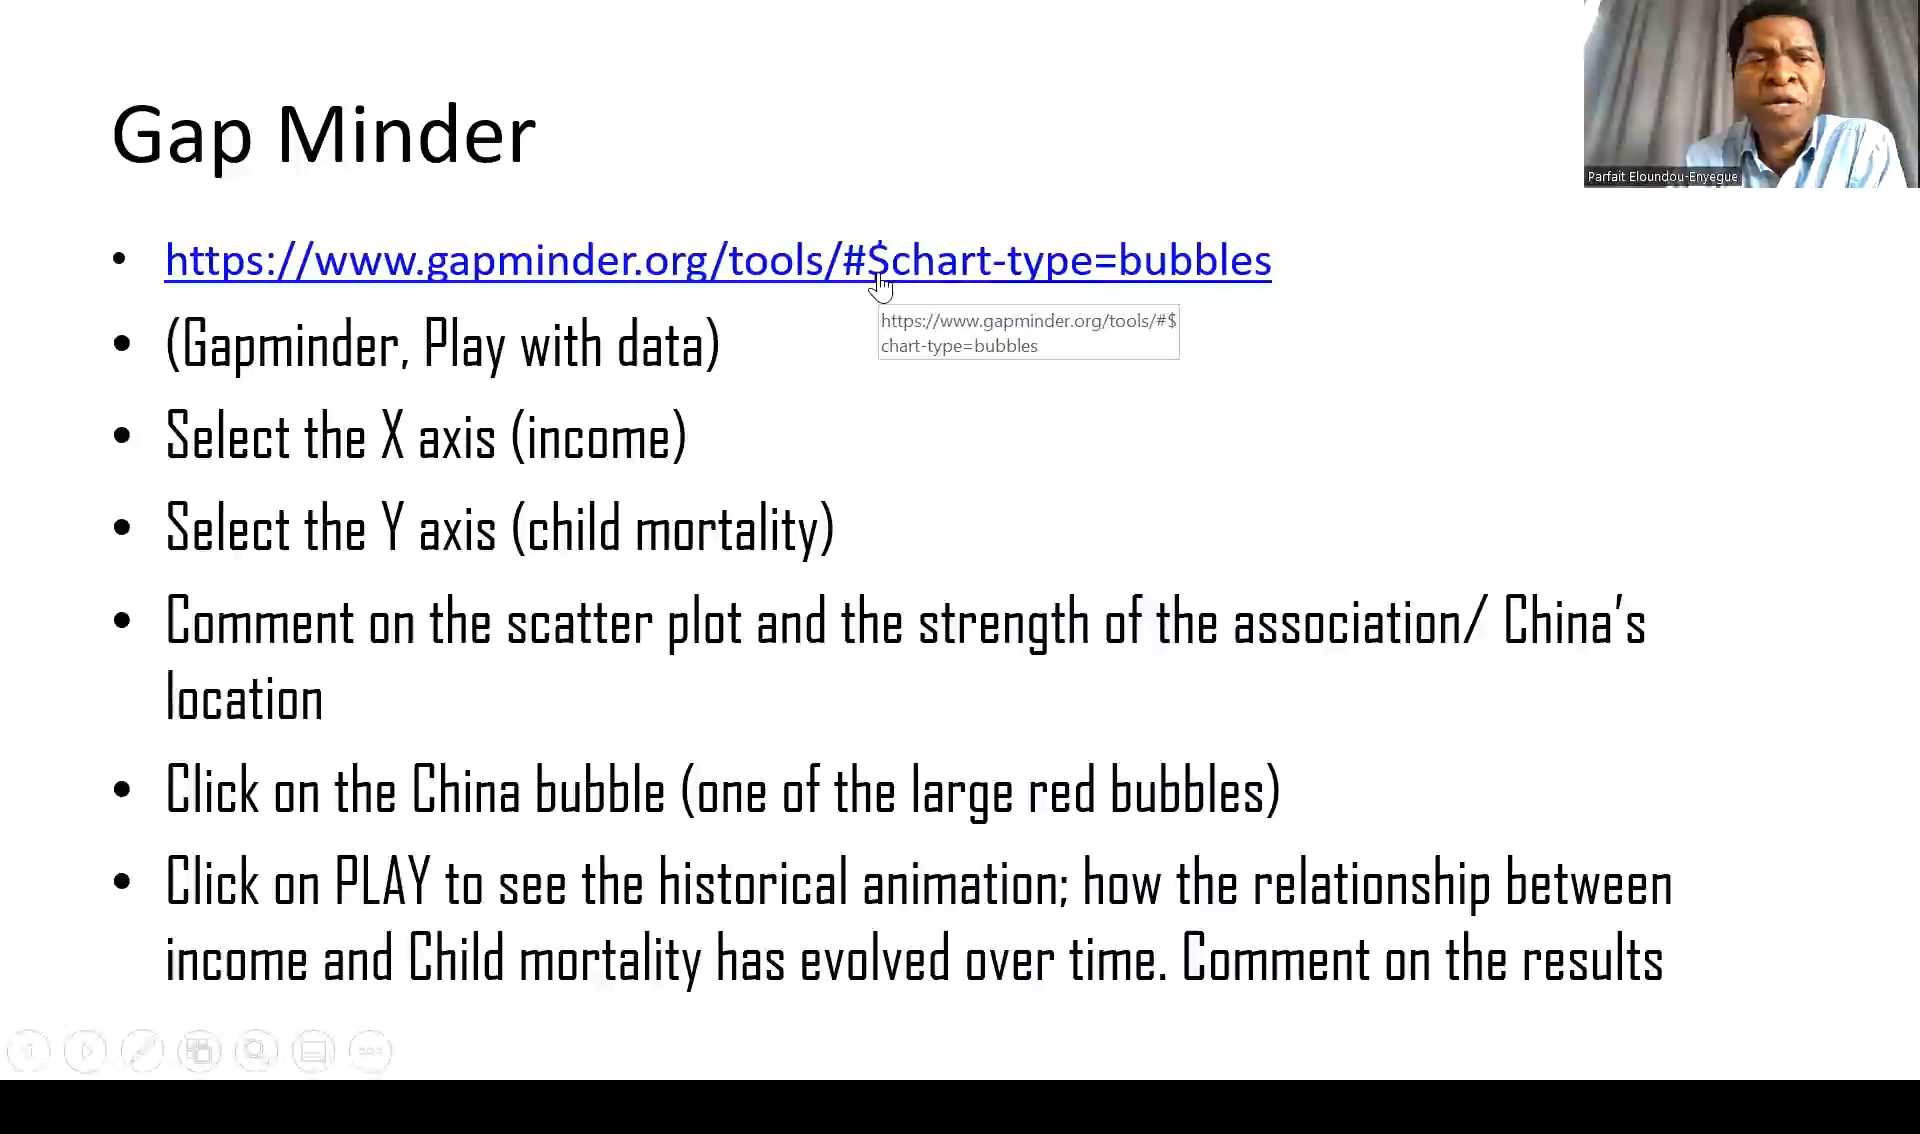 Gap Minder
Parfait Eloundou-Enyegue
• https://www.gapminder.org/tools/#$chart-type=bubbles
https://www.gapminder.org/tools/#$
chart-type=bubbles
• (Gapminder, Play with data)
• Select the X axis (income)
• Select the Y axis (child mortality)
• Comment on the scatter plot and the strength of the association/ China's
location
• Click on the China bubble (one of the large red bubbles)
• Click on PLAY to see the historical animation; how the relationship between
income and Child mortality has evolved over time. Comment on the results